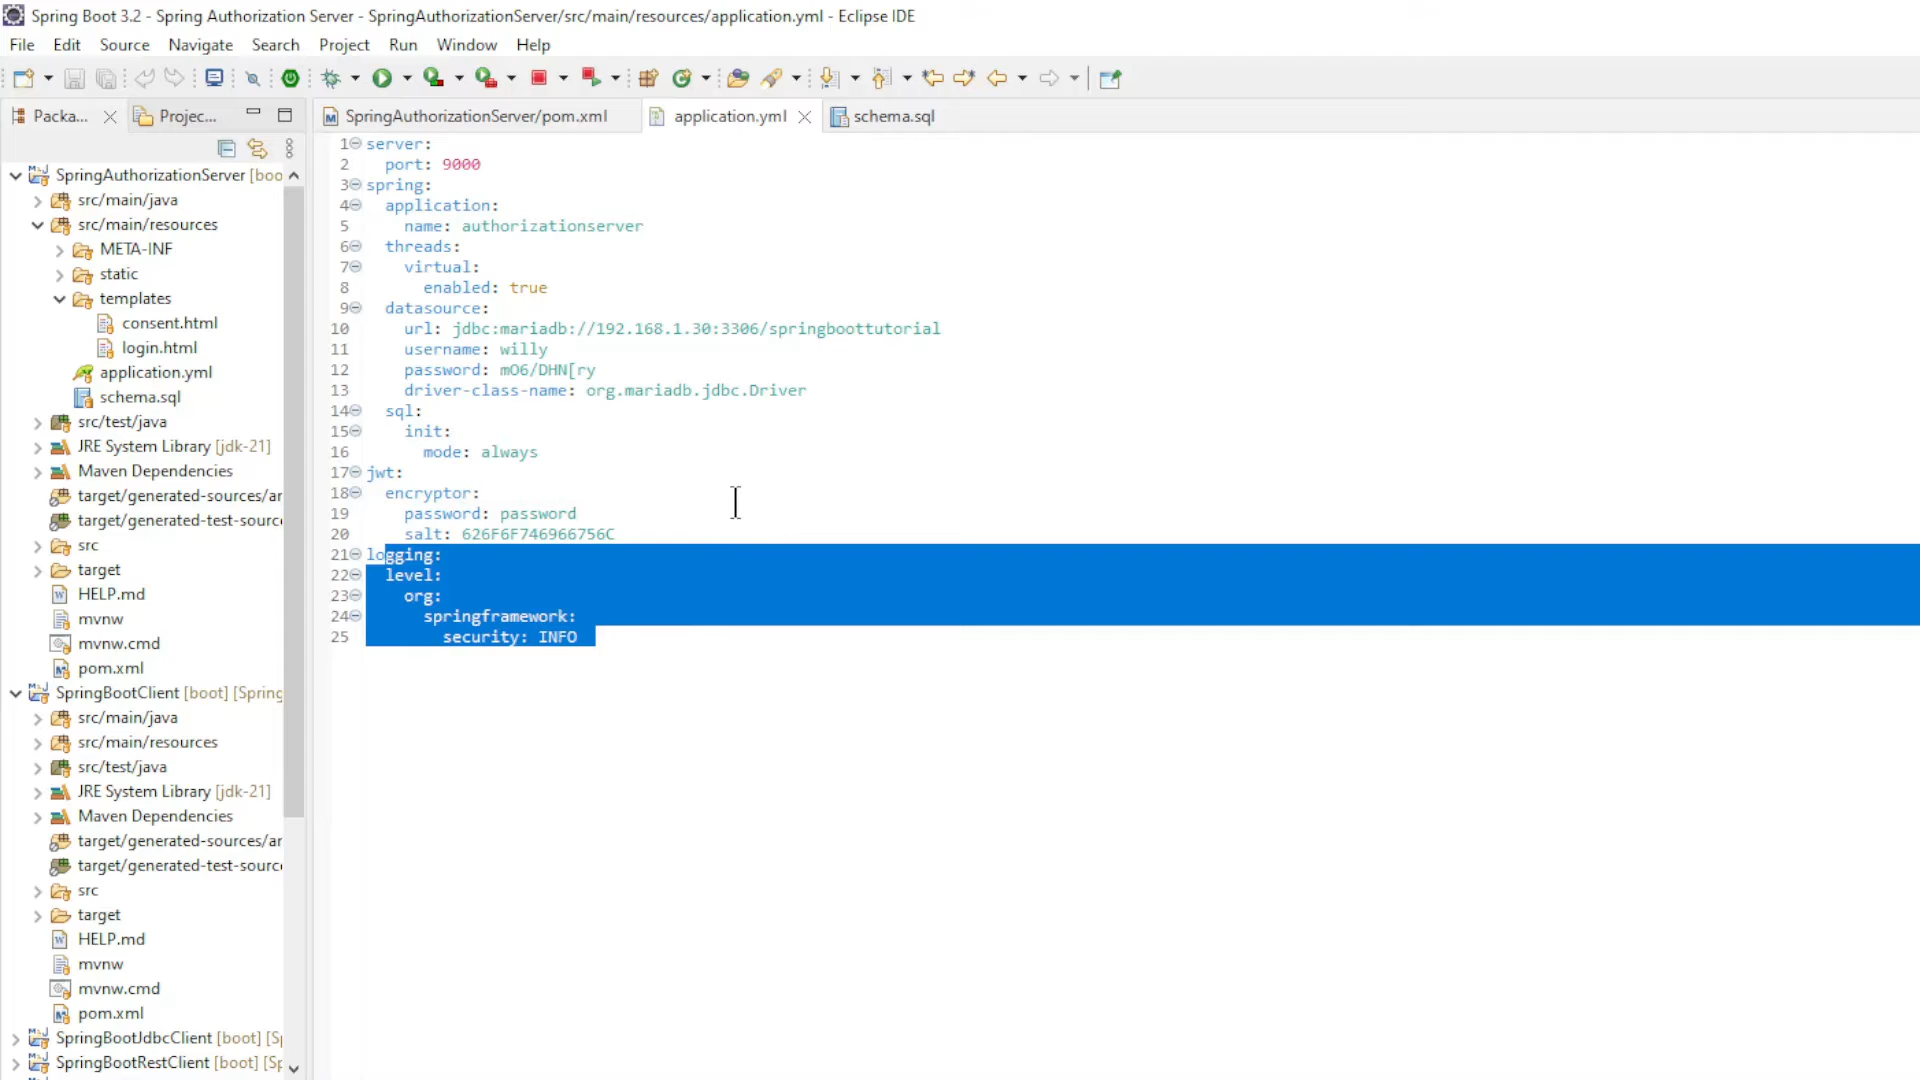 Spring Boot 3.2 - Spring Authorization Server - SpringAuthorizationServer/src/main/resources/application.yml - Eclipse IDE
File Edit Source Navigate Search Project Run Window Help
Packa... Projec...
SpringAuthorizationServer/pom.xml application.yml schema.sql
SpringAuthorizationServer [boo
src/main/java
src/main/resources
META-INF
static
templates
consent.html
login.html
application.yml
schema.sql
src/test/java
JRE System Library [jdk-21]
Maven Dependencies
target/generated-sources/ar
target/generated-test-source
src
target
HELP.md
mvnw
mvnw.cmd
pom.xml
SpringBootClient [boot] [Spring
src/main/java
src/main/resources
src/test/java
JRE System Library [jdk-21]
Maven Dependencies
target/generated-sources/ar
target/generated-test-source
src
target
HELP.md
mvnw
mvnw.cmd
pom.xml
SpringBootJdbcClient [boot] [Sp
SpringBootRestClient [boot] [Sp
1 server:
2 port: 9000
3 spring:
4 application:
5 name: authorizationserver
6 threads:
7 virtual:
8 enabled: true
9 datasource:
10 url: jdbc:mariadb://192.168.1.30:3306/springboottutorial
11 username: willy
12 password: mO6/DHN[ry
13 driver-class-name: org.mariadb.jdbc.Driver
14 sql:
15 init:
16 mode: always
17 jwt:
18 encryptor:
19 password: password
20 salt: 626F6F746966756C
21 logging:
22 level:
23 org:
24 springframework:
25 security: INFO